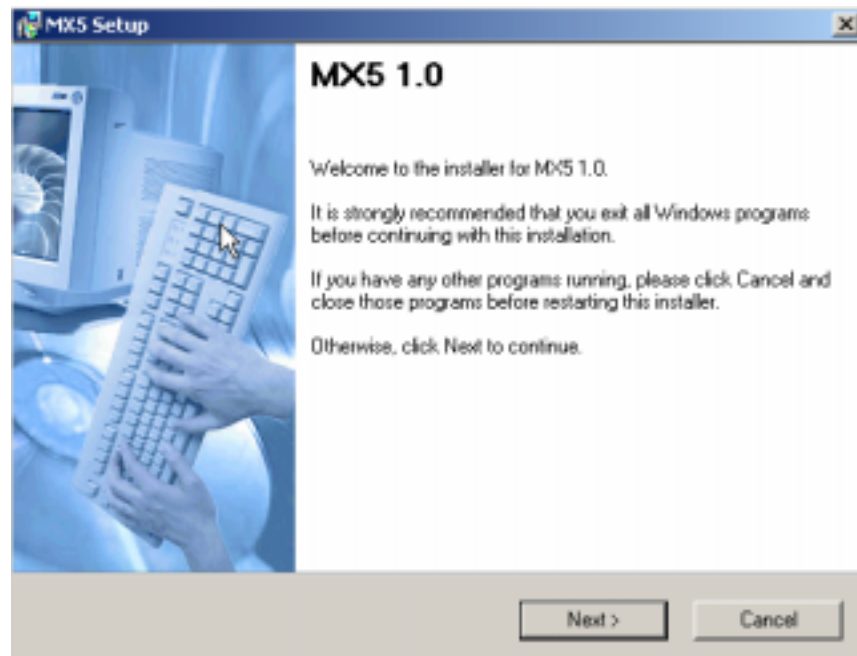 MX5 Setup
MX5 1.0
Welcome to the installer for MX5 1.0.
It is strongly recommended that you exit all Windows programs
before continuing with this installation.
If you have any other programs running, please click Cancel and
close those programs before restarting this installer.
Otherwise, click Next to continue.
Next >
Cancel